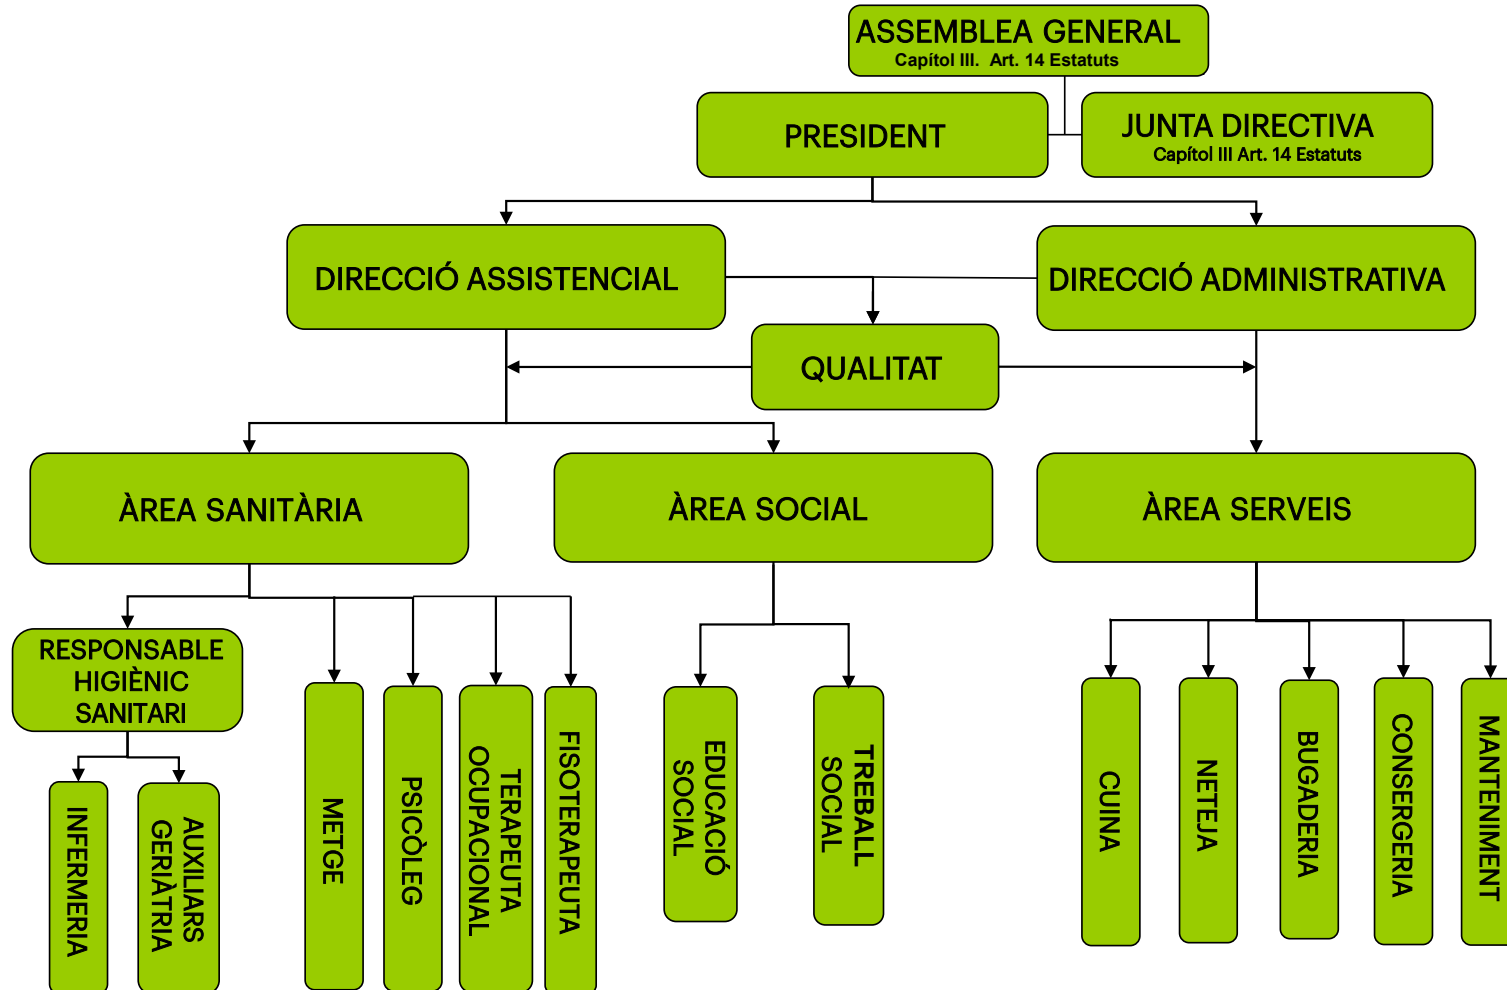 ASSEMBLEA GENERAL
Capítol III. Art. 14 Estatuts
PRESIDENT
JUNTA DIRECTIVA
Capítol III Art. 14 Estatuts
DIRECCIÓ ASSISTENCIAL
DIRECCIÓ ADMINISTRATIVA
QUALITAT
ÀREA SANITÀRIA
ÀREA SOCIAL
ÀREA SERVEIS
RESPONSABLE
HIGIÈNIC
SANITARI
INFERMERIA
AUXILIARS
GERIÀTRIA
METGE
PSICÒLEG
TERAPEUTA
OCUPACIONAL
FISOTERAPEUTA
EDUCACIÓ
SOCIAL
TREBALL
SOCIAL
CUINA
NETEJA
BUGADERIA
CONSERGERIA
MANTENIMENT